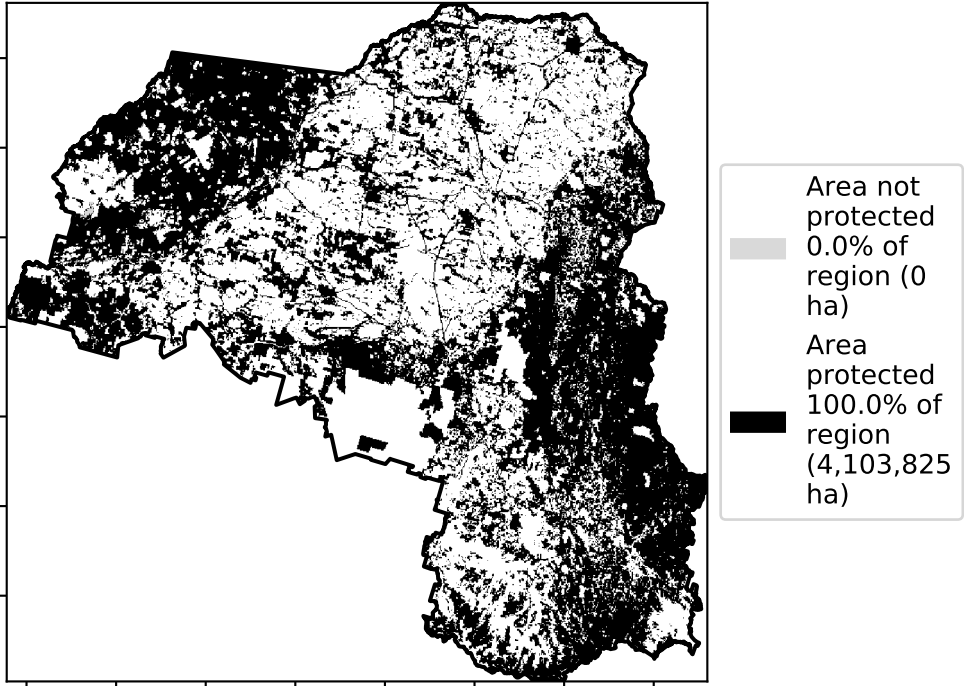 Area not
protected
0.0% of
region (0
ha)
Area
protected
100.0% of
region
(4,103,825
ha)